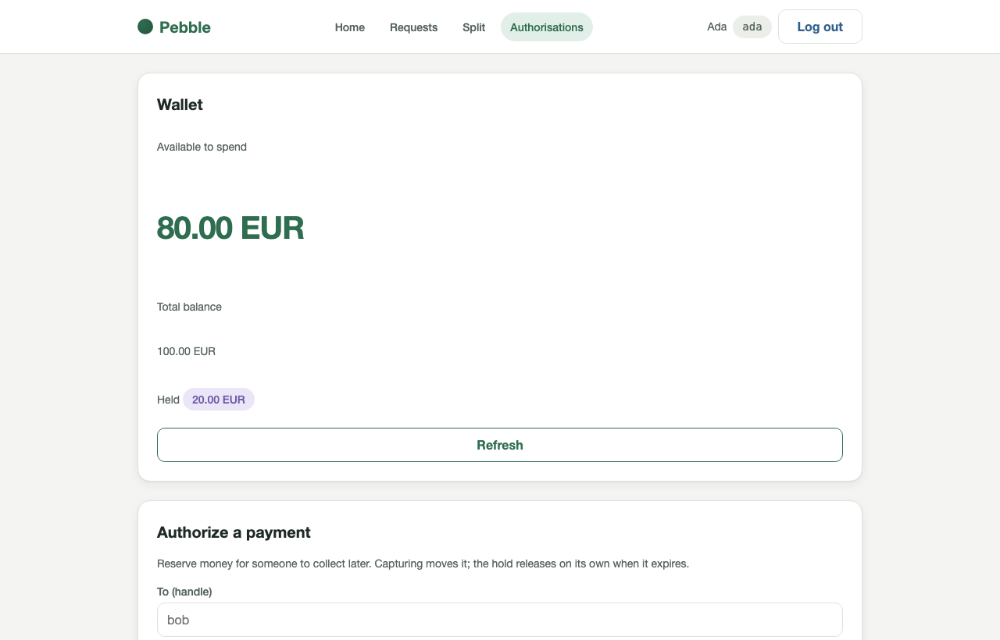 Pebble
Home Requests Split Authorisations
Ada ada Log out
Wallet
Available to spend
80.00 EUR
Total balance
100.00 EUR
Held 20.00 EUR
Refresh
Authorize a payment
Reserve money for someone to collect later. Capturing moves it; the hold releases on its own when it expires.
To (handle)
bob